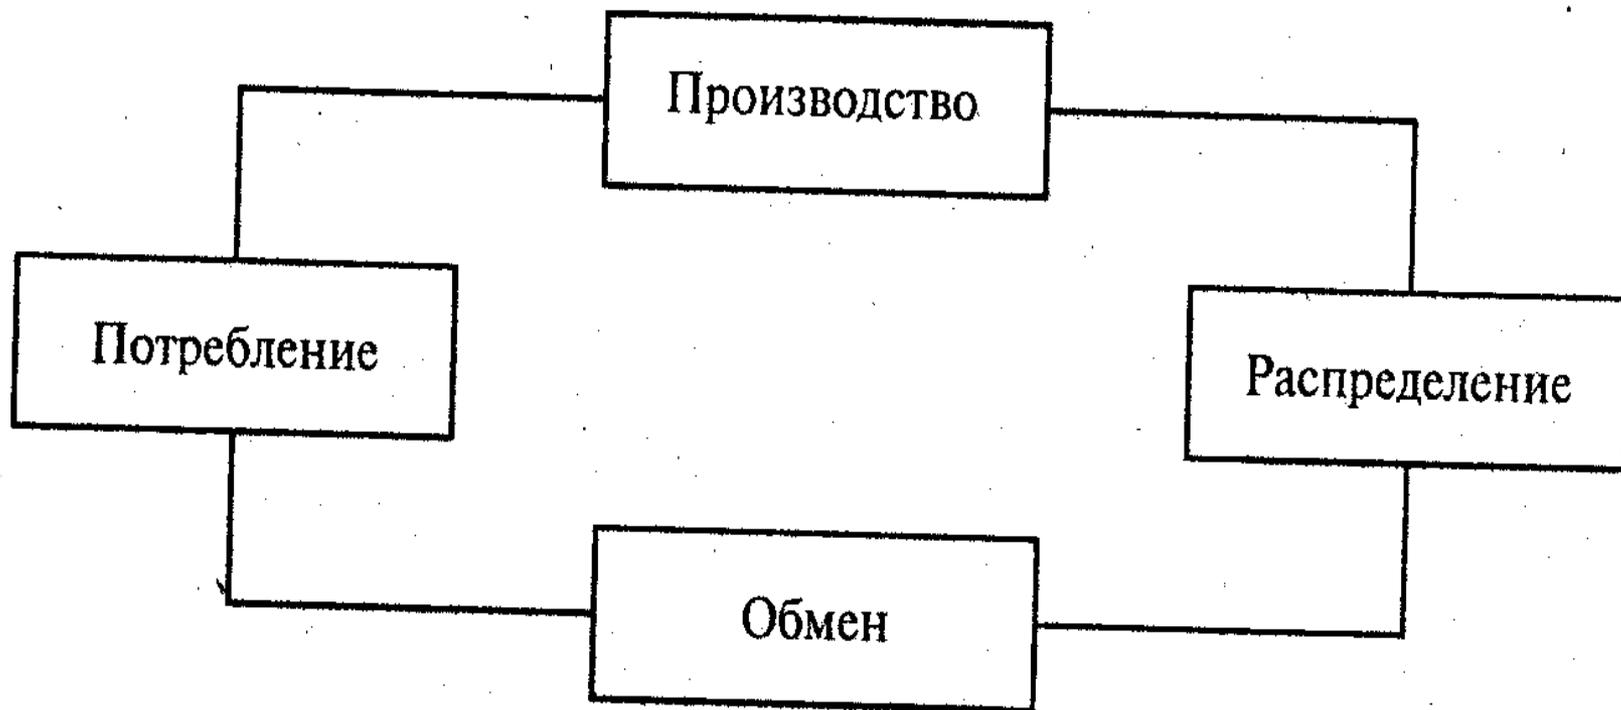 Производство
Потребление
Распределение
Обмен